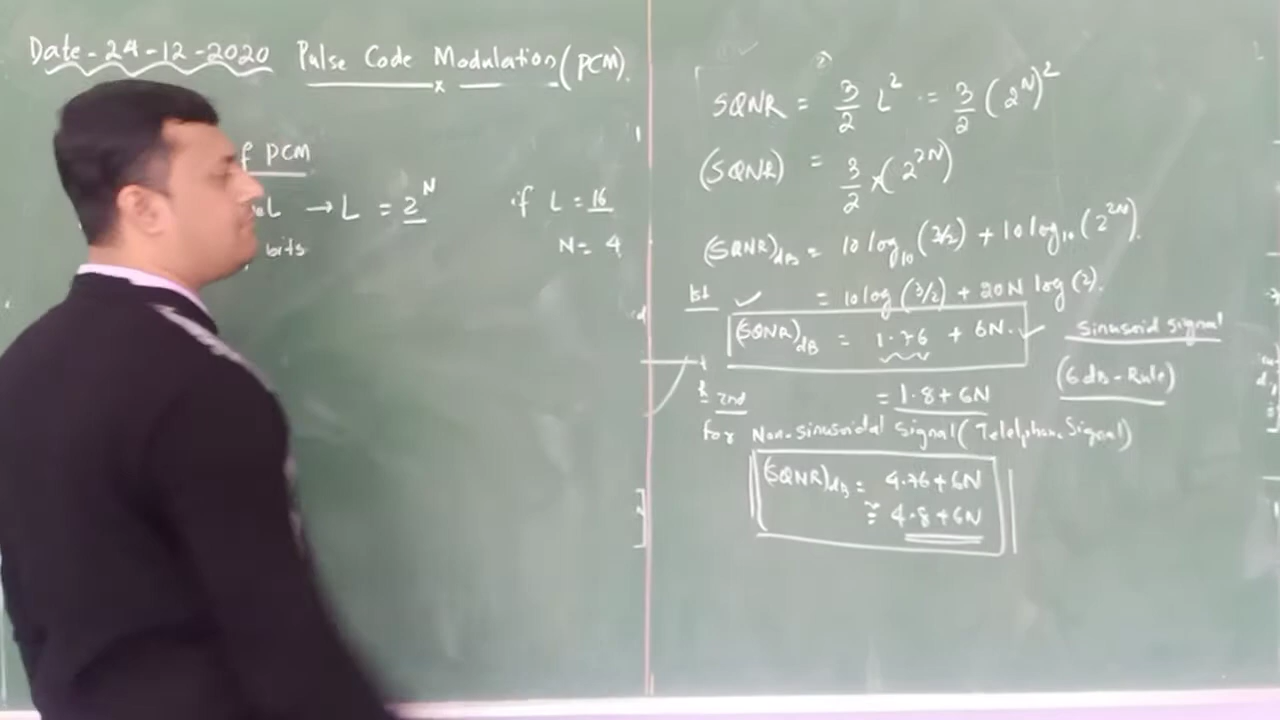 Date - 24-12-2020 Pulse Code Modulation (PCM).
f PCM
L → L = 2^N if L = 16
bits N = 4
SQNR = 3/2 L^2 = 3/2 (2^N)^2
(SQNR) = 3/2 × (2^2N)
(SQNR)dB = 10 log10 (3/2) + 10 log10 (2^2N).
1st ✓ = 10 log (3/2) + 20N log (2).
(SQNR)dB = 1.76 + 6N. ✓ sinusoid signal
(6 dB - Rule)
2nd = 1.8 + 6N
for Non-sinusoidal signal (Telelphone Signal)
(SQNR)dB = 4.76 + 6N
≅ 4.8 + 6N